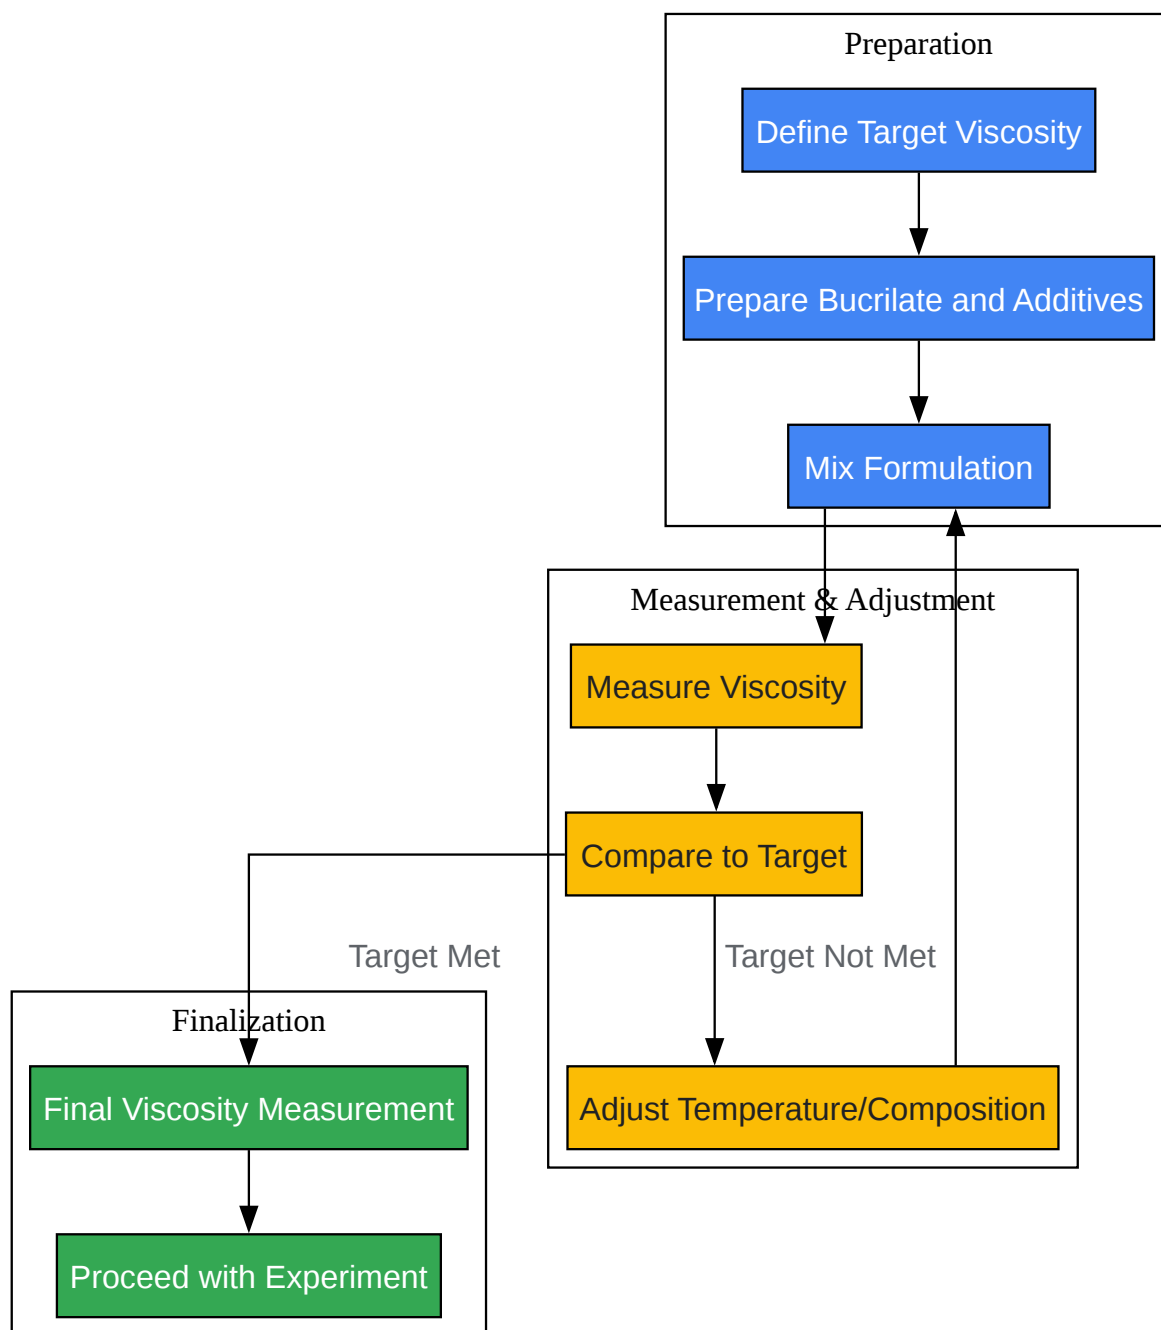 Preparation
Define Target Viscosity
Prepare Bucrilate and Additives
Mix Formulation
Measurement & Adjustment
Measure Viscosity
Compare to Target
Target Met
Target Not Met
Finalization
Final Viscosity Measurement
Adjust Temperature/Composition
Proceed with Experiment